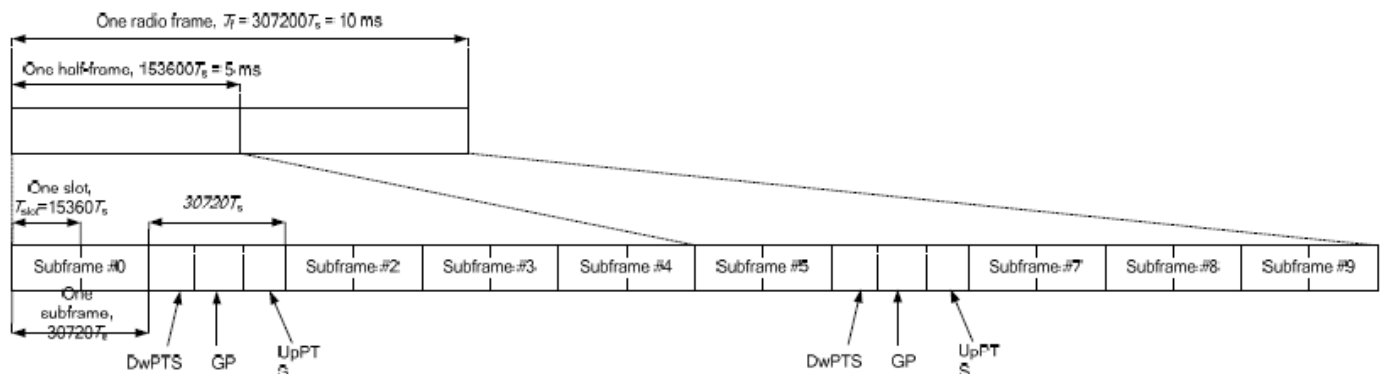 One radio frame, Tf = 307200Ts = 10 ms
One half-frame, 153600Ts = 5 ms
One slot,
Tslot=15360Ts
30720Ts
Subframe #0
Subframe #2
Subframe #3
Subframe #4
Subframe #5
Subframe #7
Subframe #8
Subframe #9
One
subframe,
30720Ts
DwPTS
GP
UpPT
S
DwPTS
GP
UpPT
S